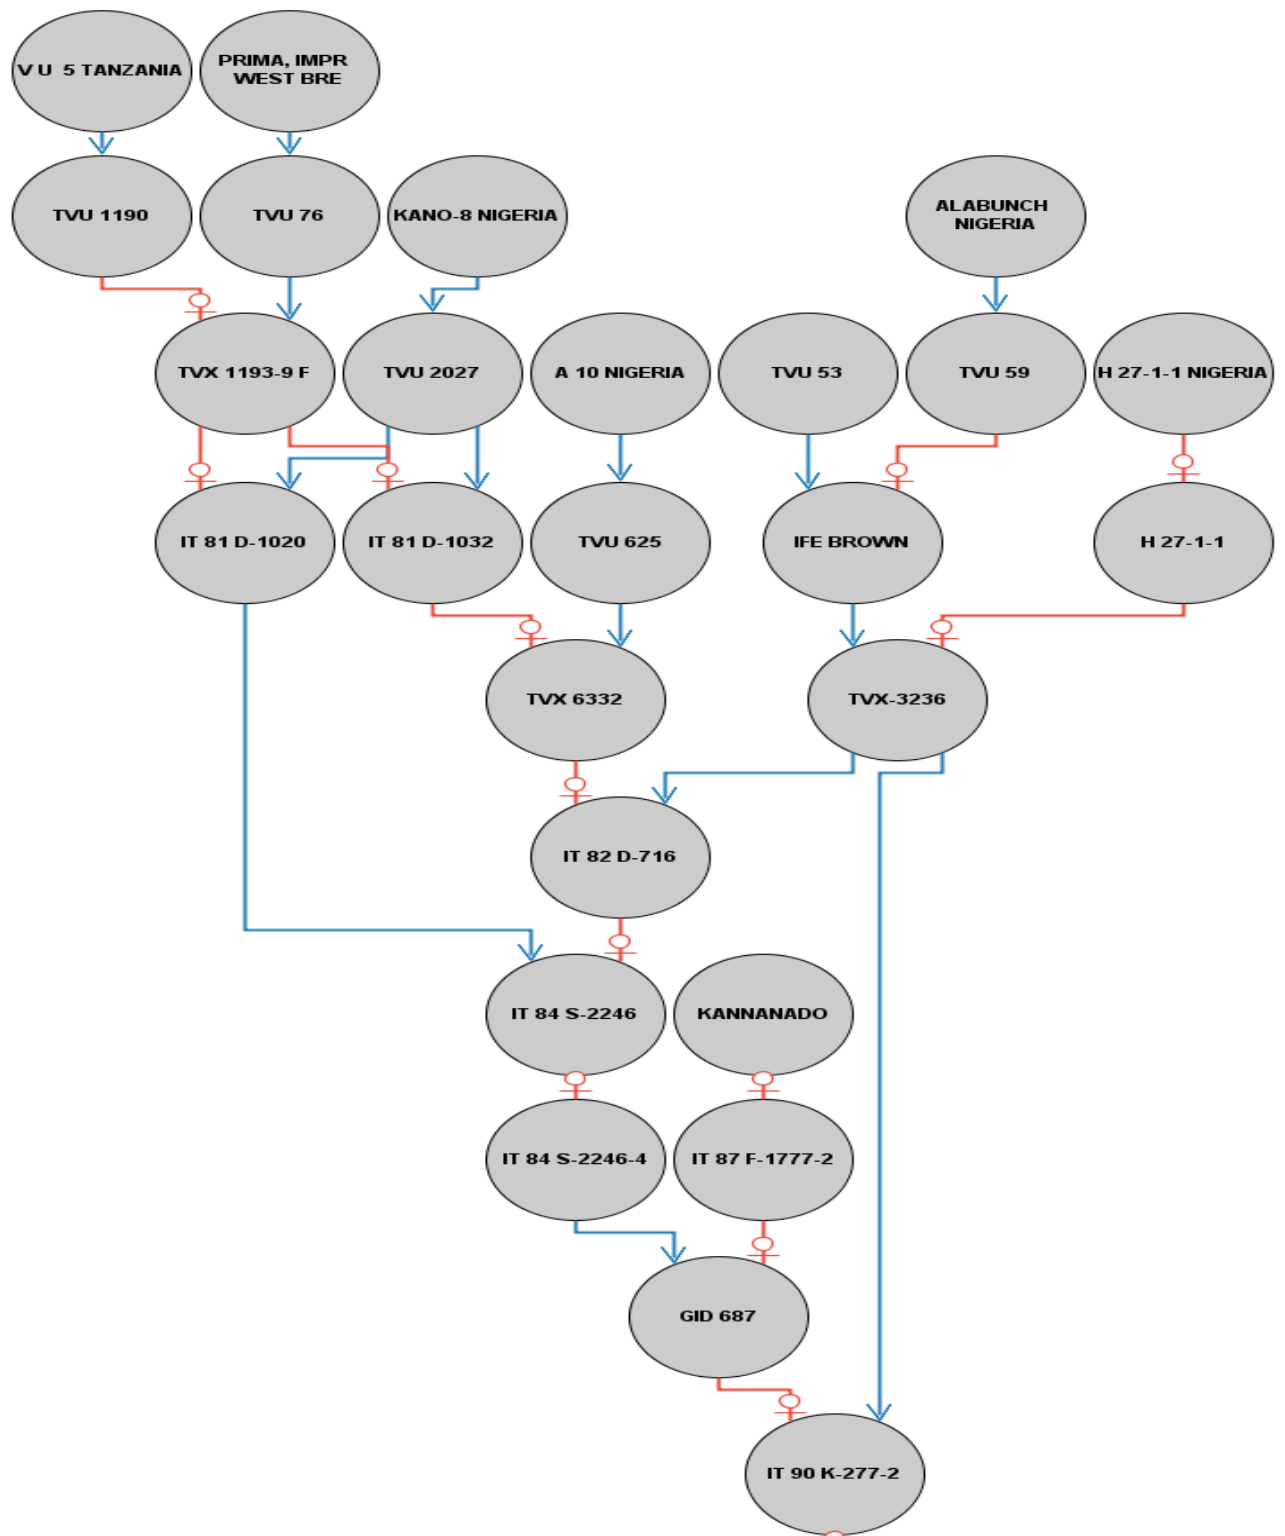 V U  5 TANZANIA
PRIMA, IMPR
WEST BRE
TVU 1190
TVU 76
KANO-8 NIGERIA
ALABUNCH
NIGERIA
TVX 1193-9 F
TVU 2027
A 10 NIGERIA
TVU 53
TVU 59
H 27-1-1 NIGERIA
IT 81 D-1020
IT 81 D-1032
TVU 625
IFE BROWN
H 27-1-1
TVX 6332
TVX-3236
IT 82 D-716
IT 84 S-2246
KANNANADO
IT 84 S-2246-4
IT 87 F-1777-2
GID 687
IT 90 K-277-2